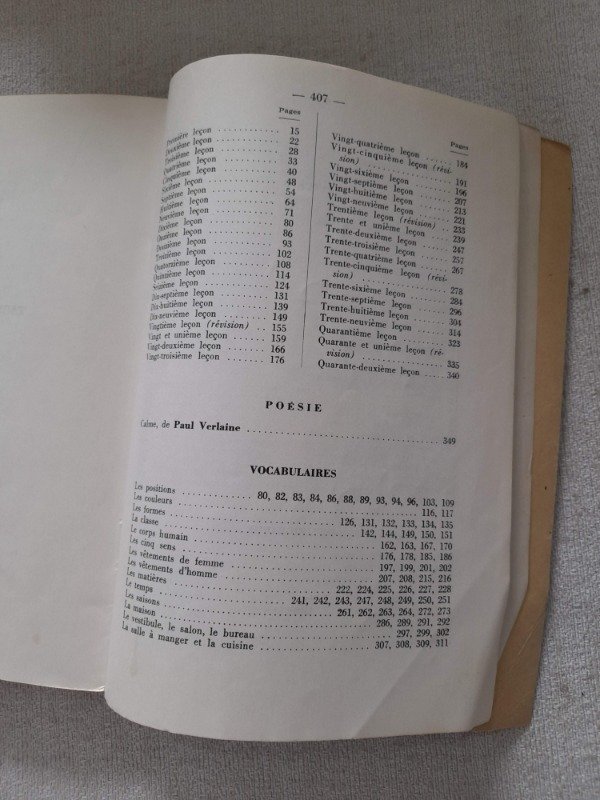 — 407 —
Pages
Première leçon 15
Deuxième leçon 22
Troisième leçon 28
Quatrième leçon 33
Cinquième leçon 40
Sixième leçon 48
Septième leçon 54
Huitième leçon 64
Neuvième leçon 71
Dixième leçon 80
Onzième leçon 86
Douzième leçon 93
Treizième leçon 102
Quatorzième leçon 108
Quinzième leçon 114
Seizième leçon 124
Dix-septième leçon 131
Dix-huitième leçon 139
Dix-neuvième leçon 149
Vingtième leçon (révision) 155
Vingt et unième leçon 159
Vingt-deuxième leçon 166
Vingt-troisième leçon 176
Pages
Vingt-quatrième leçon 184
Vingt-cinquième leçon (révi-
sion) 191
Vingt-sixième leçon 196
Vingt-septième leçon 207
Vingt-huitième leçon 213
Vingt-neuvième leçon 221
Trentième leçon (révision) 233
Trente et unième leçon 239
Trente-deuxième leçon 247
Trente-troisième leçon 257
Trente-quatrième leçon 267
Trente-cinquième leçon (révi-
sion) 278
Trente-sixième leçon 284
Trente-septième leçon 296
Trente-huitième leçon 304
Trente-neuvième leçon 314
Quarantième leçon 323
Quarante et unième leçon (ré-
vision) 335
Quarante-deuxième leçon 340
POÉSIE
Calme, de Paul Verlaine 349
VOCABULAIRES
Les positions 80, 82, 83, 84, 86, 88, 89, 93, 94, 96, 103, 109
Les couleurs 116, 117
Les formes 126, 131, 132, 133, 134, 135
La classe 142, 144, 149, 150, 151
Le corps humain 162, 163, 167, 170
Les cinq sens 176, 178, 185, 186
Les vêtements de femme 197, 199, 201, 202
Les vêtements d'homme 207, 208, 215, 216
Les matières 222, 224, 225, 226, 227, 228
Le temps 241, 242, 243, 247, 248, 249, 250, 251
Les saisons 261, 262, 263, 264, 272, 273
La maison 286, 289, 291, 292
Le vestibule, le salon, le bureau 297, 299, 302
La salle à manger et la cuisine 307, 308, 309, 311